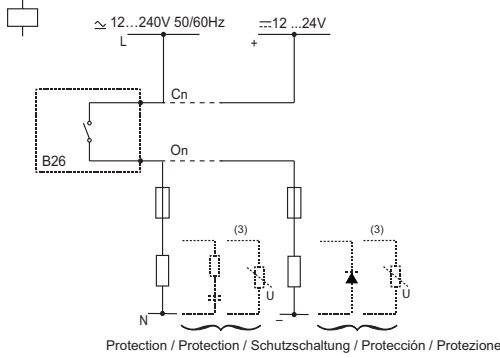 ≃ 12...240V 50/60Hz
L
⎓12 ...24V
+
Cn
On
B26
(3)
(3)
U
U
N
–
Protection / Protection / Schutzschaltung / Protección / Protezione